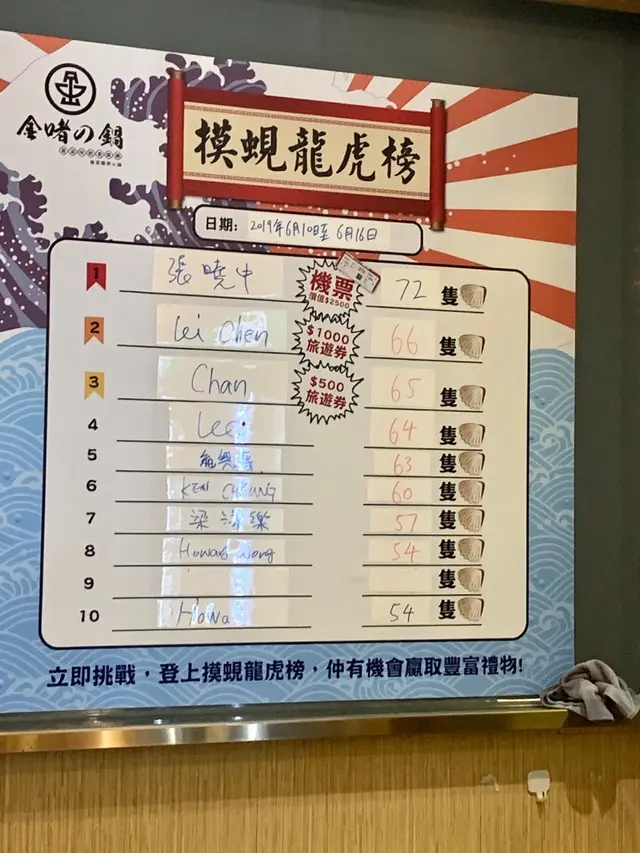 金啫の鍋
摸蜆龍虎榜
日期: 2019年6月10日至 6月16日
1 張曉中 機票 價值$2500 72 隻
2 Lei Chen $1000 旅遊券 66 隻
3 Chan $500 旅遊券 65 隻
4 Lee 64 隻
5 63 隻
6 KEN CHEUNG 60 隻
7 梁 樂 57 隻
8 Howard Wong 54 隻
9 隻
10 Hana 54 隻
立即挑戰，登上摸蜆龍虎榜，仲有機會贏取豐富禮物!